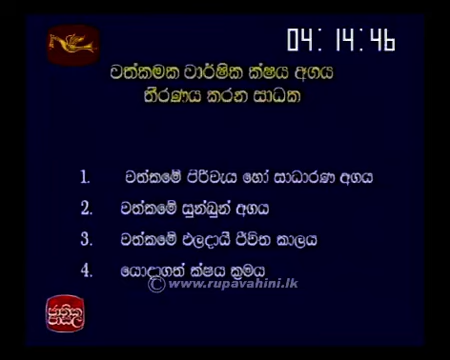 04:14:46
වත්කමක වාර්ෂික ක්ෂය අගය
තීරණය කරන සාධක
1. වත්කමේ පිරිවැය හෝ සාධාරණ අගය
2. වත්කමේ සුන්බුන් අගය
3. වත්කමේ ඵලදායී ජීවිත කාලය
4. යොදාගත් ක්ෂය ක්‍රමය
© www.rupavahini.lk
ජාතික
පාසල